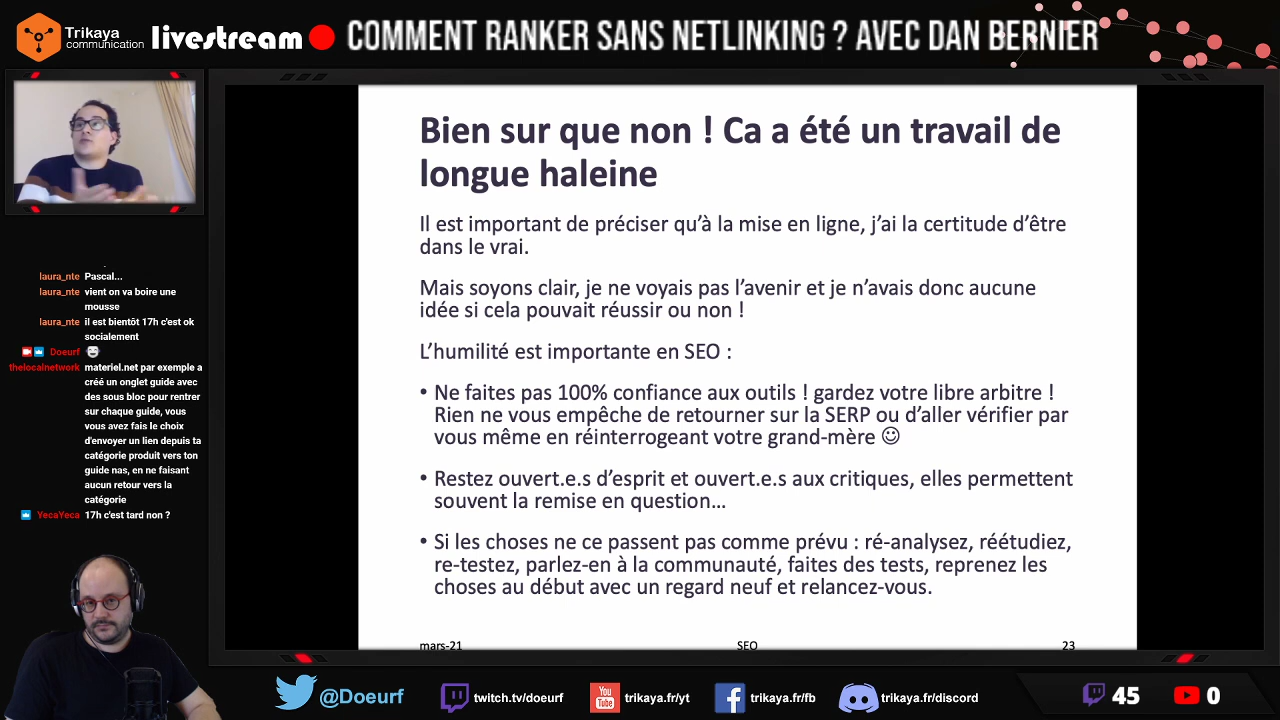 Trikaya
communication
livestream
COMMENT RANKER SANS NETLINKING ? AVEC DAN BERNIER
laura_nte Pascal...
laura_nte vient on va boire une
mousse
laura_nte il est bientôt 17h c'est ok
socialement
Doeurf
thelocalnetwork materiel.net par exemple a
créé un onglet guide avec
des sous bloc pour rentrer
sur chaque guide, vous
vous avez fais le choix
d'envoyer un lien depuis ta
catégorie produit vers ton
guide nas, en ne faisant
aucun retour vers la
catégorie
YecaYeca 17h c'est tard non ?
Bien sur que non ! Ca a été un travail de
longue haleine
Il est important de préciser qu'à la mise en ligne, j'ai la certitude d'être
dans le vrai.
Mais soyons clair, je ne voyais pas l'avenir et je n'avais donc aucune
idée si cela pouvait réussir ou non !
L'humilité est importante en SEO :
• Ne faites pas 100% confiance aux outils ! gardez votre libre arbitre !
Rien ne vous empêche de retourner sur la SERP ou d'aller vérifier par
vous même en réinterrogeant votre grand-mère ☺
• Restez ouvert.e.s d'esprit et ouvert.e.s aux critiques, elles permettent
souvent la remise en question…
• Si les choses ne ce passent pas comme prévu : ré-analysez, réétudiez,
re-testez, parlez-en à la communauté, faites des tests, reprenez les
choses au début avec un regard neuf et relancez-vous.
mars-21 SEO 23
@Doeurf twitch.tv/doeurf You Tube trikaya.fr/yt trikaya.fr/fb trikaya.fr/discord 45 0